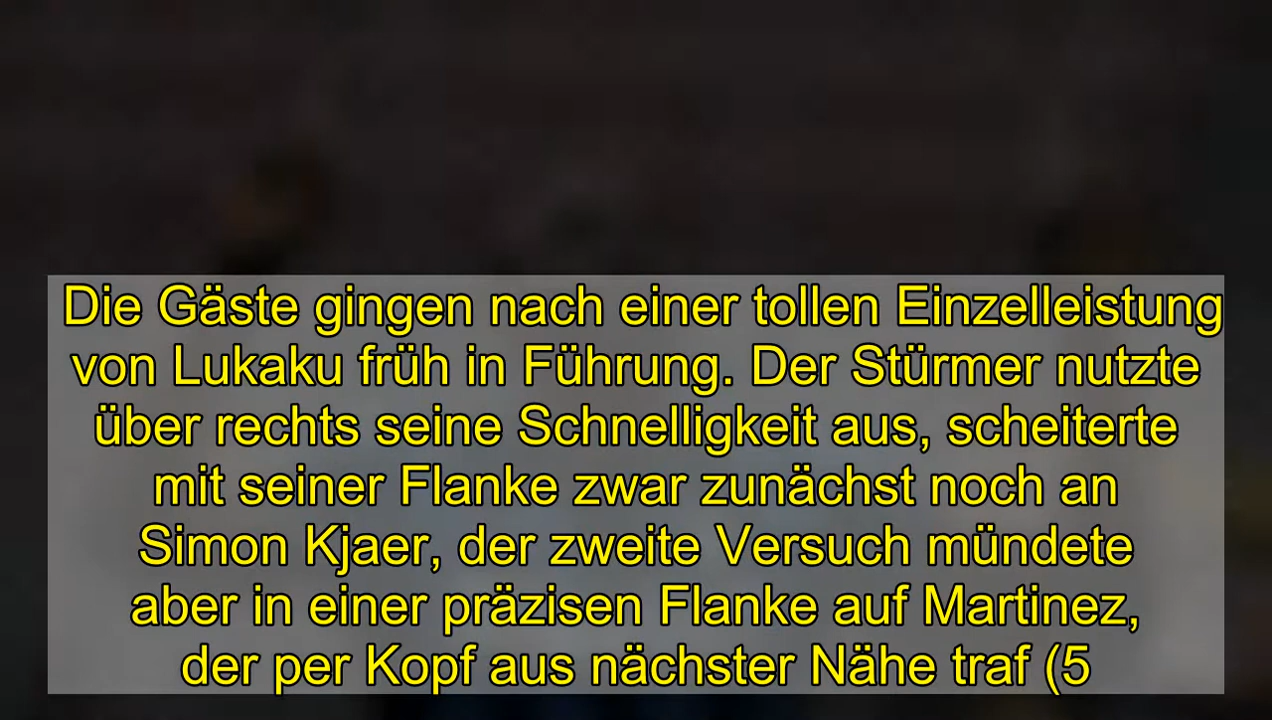 Die Gäste gingen nach einer tollen Einzelleistung
von Lukaku früh in Führung. Der Stürmer nutzte
über rechts seine Schnelligkeit aus, scheiterte
mit seiner Flanke zwar zunächst noch an
Simon Kjaer, der zweite Versuch mündete
aber in einer präzisen Flanke auf Martinez,
der per Kopf aus nächster Nähe traf (5